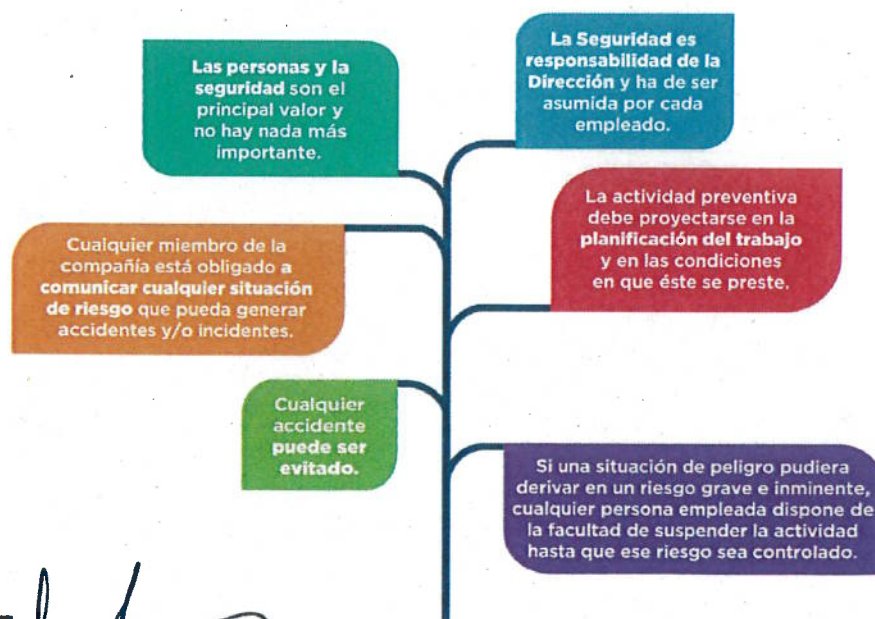 Las personas y la
seguridad son el
principal valor y
no hay nada más
importante.
La Seguridad es
responsabilidad de la
Dirección y ha de ser
asumida por cada
empleado.
Cualquier miembro de la
compañía está obligado a
comunicar cualquier situación
de riesgo que pueda generar
accidentes y/o incidentes.
La actividad preventiva
debe proyectarse en la
planificación del trabajo
y en las condiciones
en que éste se preste.
Cualquier
accidente
puede ser
evitado.
Si una situación de peligro pudiera
derivar en un riesgo grave e inminente,
cualquier persona empleada dispone de
la facultad de suspender la actividad
hasta que ese riesgo sea controlado.